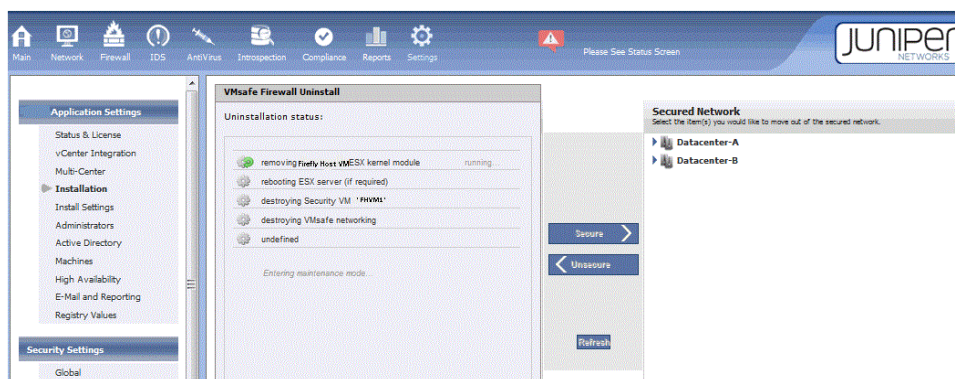 Main Network Firewall IDS AntiVirus Introspection Compliance Reports Settings
Please See Status Screen
JUNIPER
NETWORKS
Application Settings
Status & License
vCenter Integration
Multi-Center
Installation
Install Settings
Administrators
Active Directory
Machines
High Availability
E-Mail and Reporting
Registry Values
Security Settings
Global
VMsafe Firewall Uninstall
Uninstallation status:
removing Firefly Host VM ESX kernel module running...
rebooting ESX server (if required)
destroying Security VM 'FHVM1'
destroying VMsafe networking
undefined
Entering maintenance mode...
Secure
Unsecure
Refresh
Secured Network
Select the item(s) you would like to move out of the secured network.
Datacenter-A
Datacenter-B